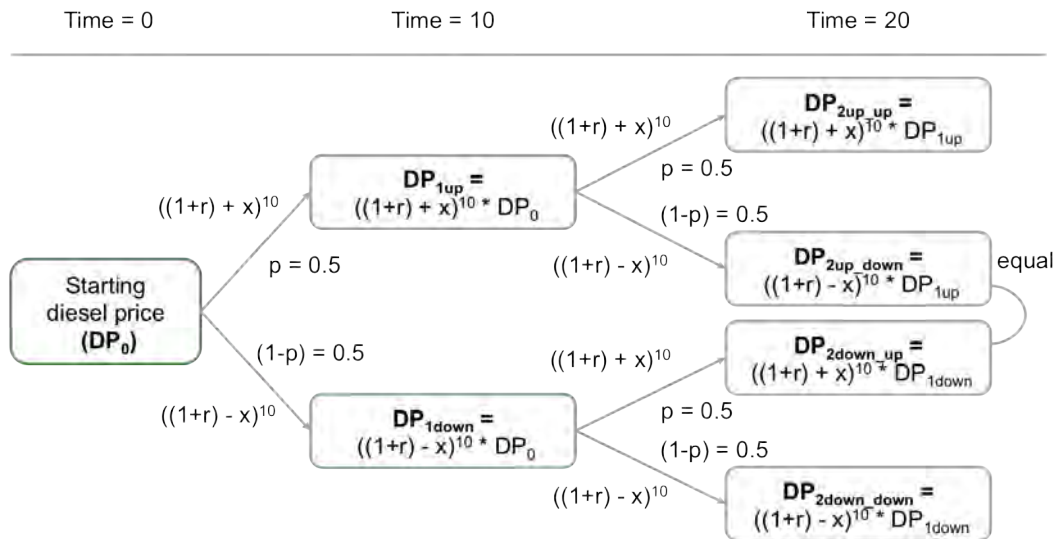 Time = 0
Time = 10
Time = 20
Starting
diesel price
(DP₀)
((1+r) + x)¹⁰
p = 0.5
(1-p) = 0.5
((1+r) - x)¹⁰
DP₁ᵤₚ =
((1+r) + x)¹⁰ * DP₀
DP₁down =
((1+r) - x)¹⁰ * DP₀
((1+r) + x)¹⁰
p = 0.5
(1-p) = 0.5
((1+r) - x)¹⁰
((1+r) + x)¹⁰
p = 0.5
(1-p) = 0.5
((1+r) - x)¹⁰
DP2up_up =
((1+r) + x)¹⁰ * DP1up
DP2up_down =
((1+r) - x)¹⁰ * DP1up
equal
DP2down_up =
((1+r) + x)¹⁰ * DP1down
DP2down_down =
((1+r) - x)¹⁰ * DP1down